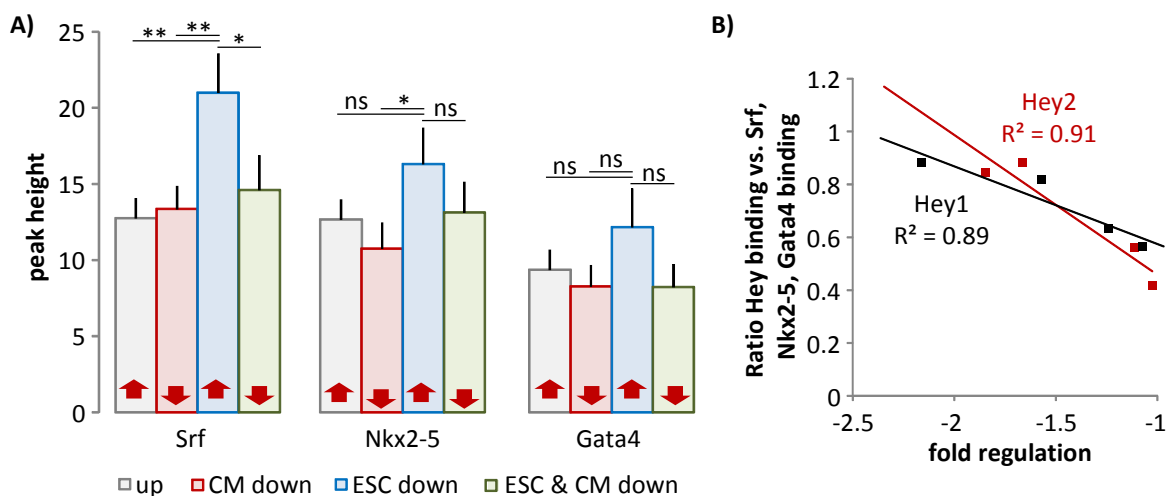 A)
peak height
25
20
15
10
5
0
** ** *
ns * ns
ns ns ns
Srf Nkx2-5 Gata4
up CM down ESC down ESC & CM down
B)
Ratio Hey binding vs. Srf,
Nkx2-5, Gata4 binding
1.2
1
0.8
0.6
0.4
0.2
0
Hey2
R² = 0.91
Hey1
R² = 0.89
-2.5 -2 -1.5 -1
fold regulation